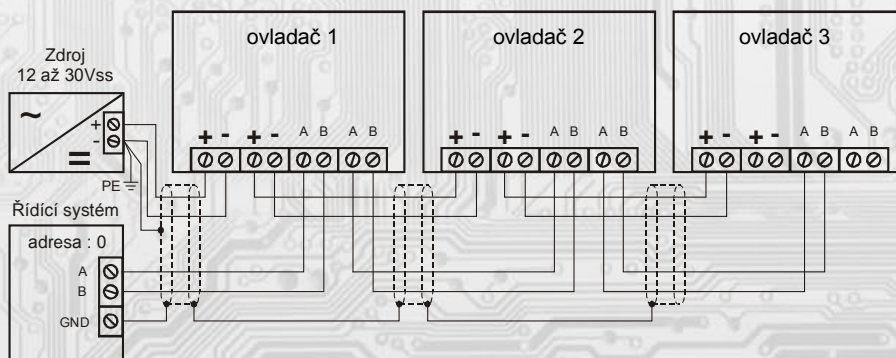 Zdroj
12 až 30Vss
~
=
+
-
PE
ovladač 1
+ - + - A B A B
ovladač 2
+ - + - A B A B
ovladač 3
+ - + - A B A B
Řídící systém
adresa : 0
A
B
GND